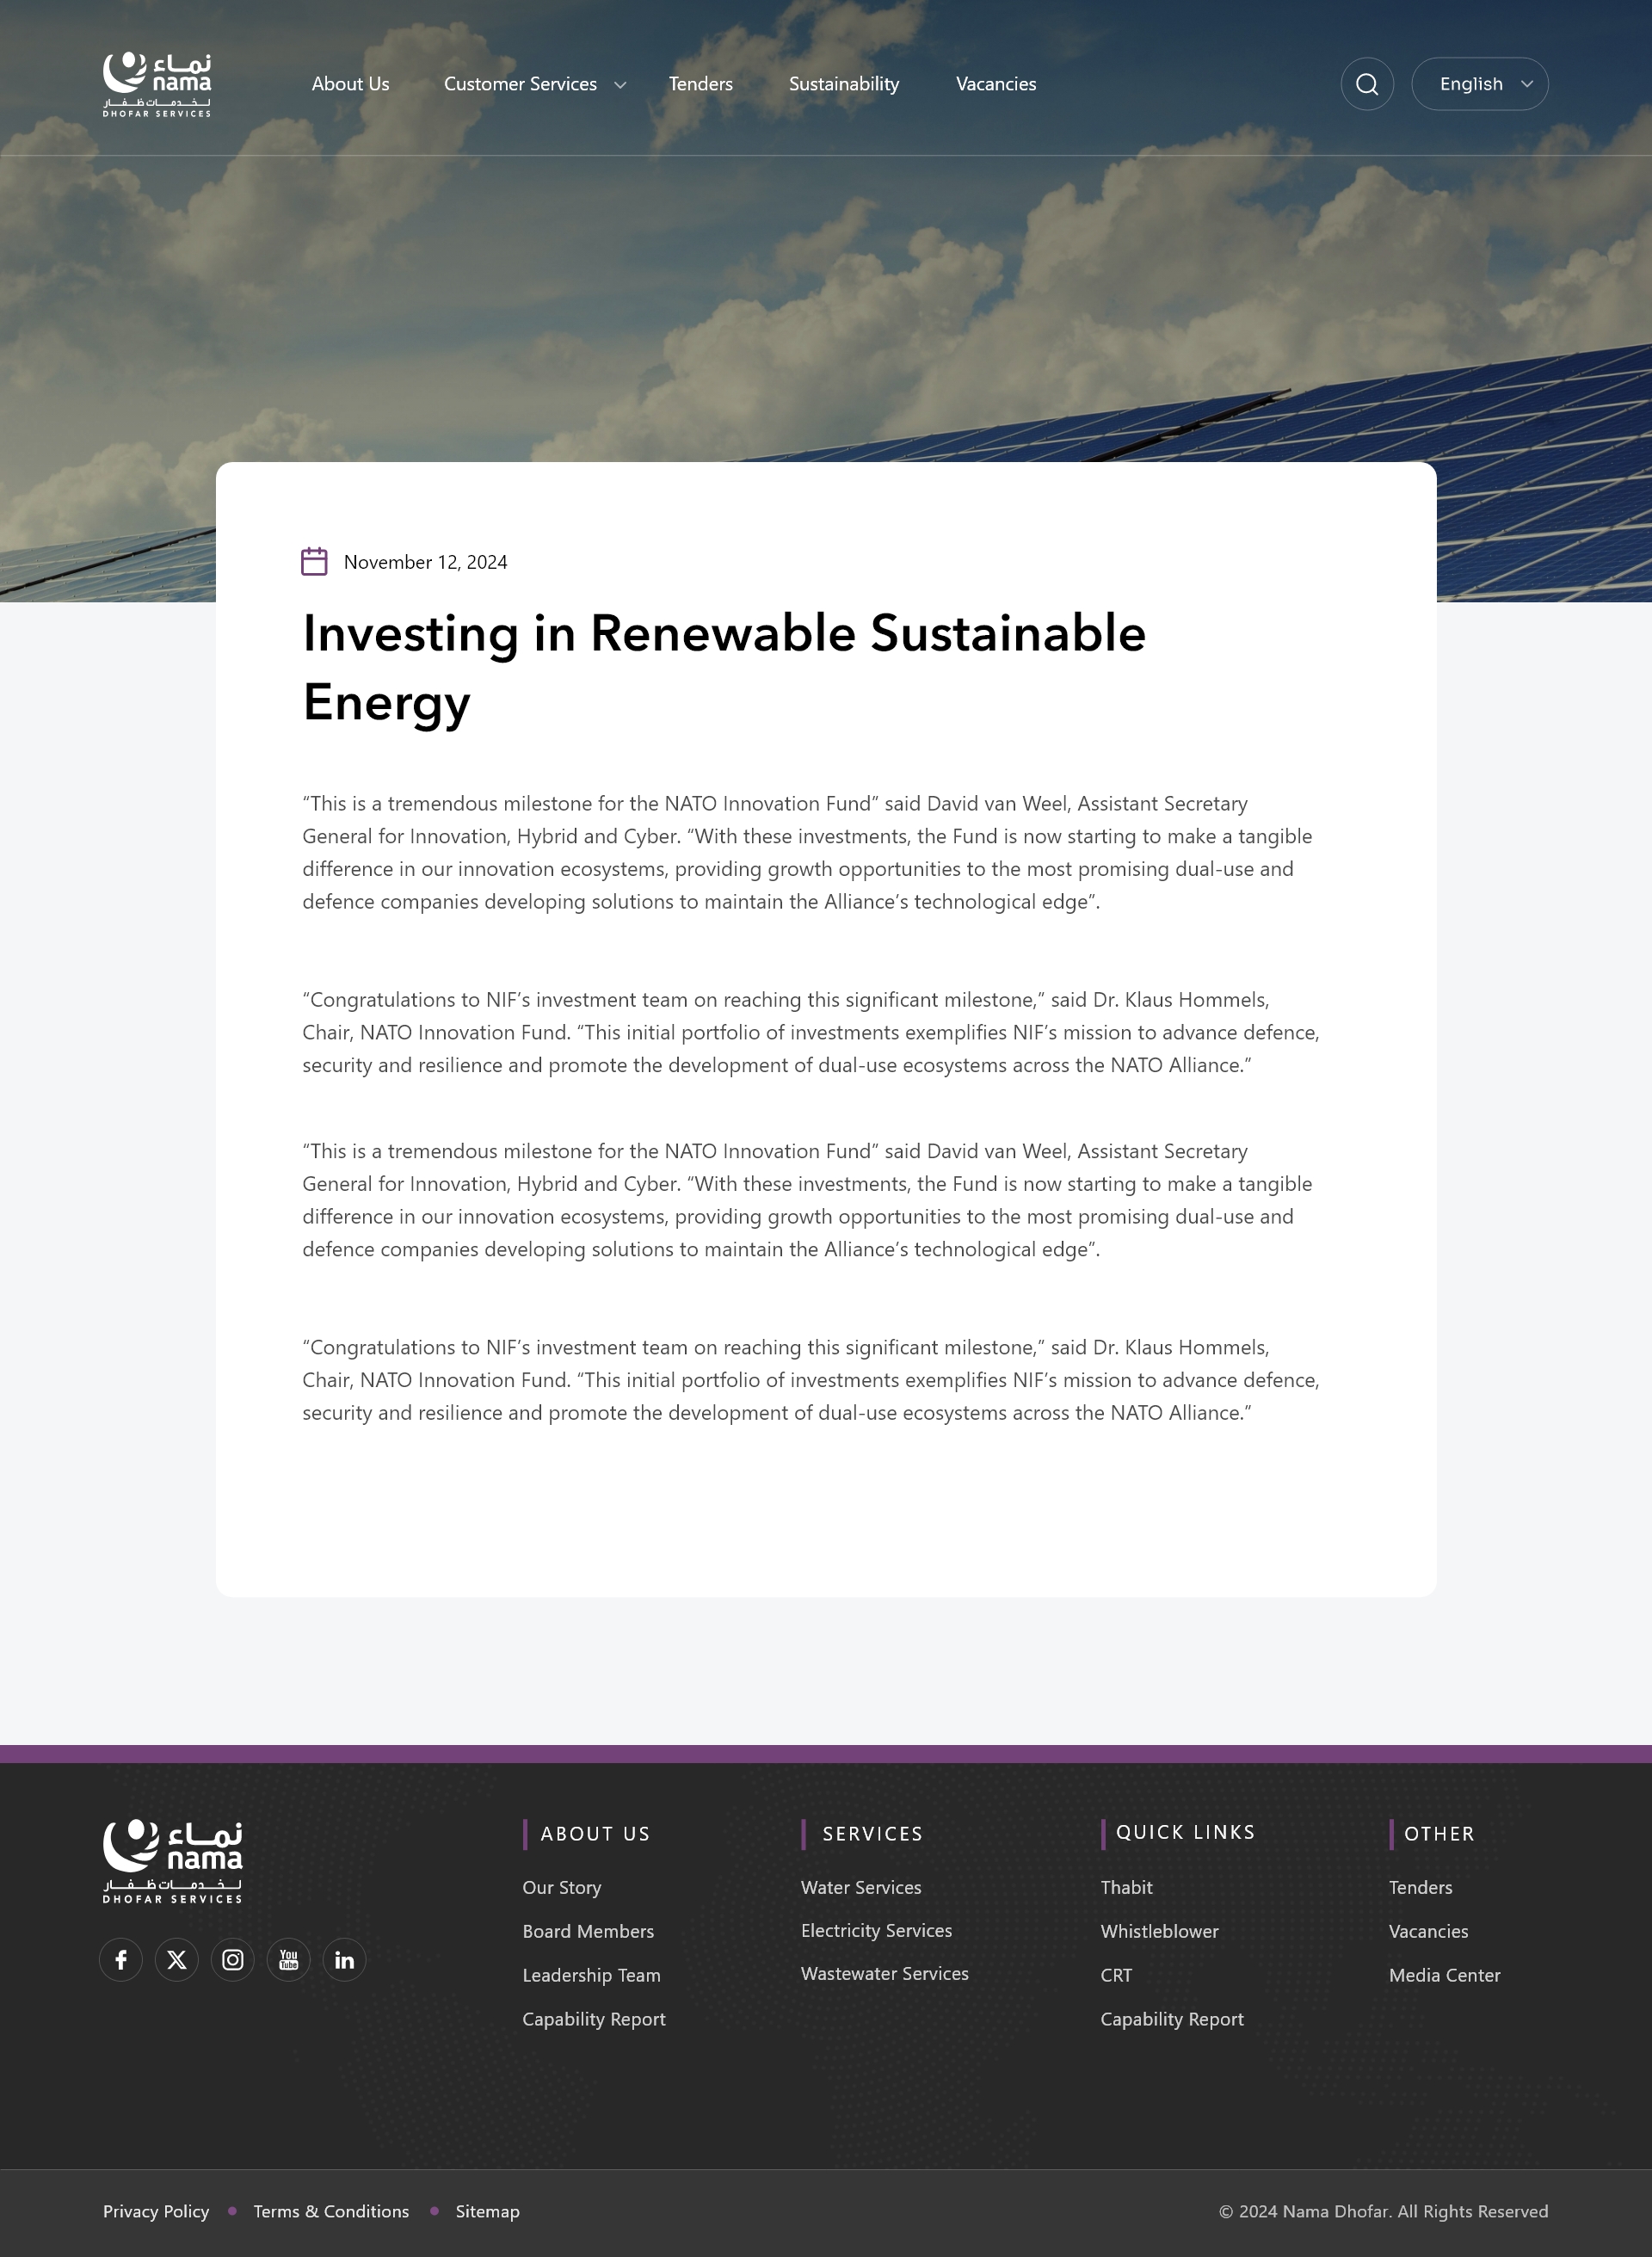 نماء
nama
لخدمات ظفار
DHOFAR SERVICES
About Us
Customer Services
Tenders
Sustainability
Vacancies
English
November 12, 2024
Investing in Renewable Sustainable
Energy
“This is a tremendous milestone for the NATO Innovation Fund” said David van Weel, Assistant Secretary
General for Innovation, Hybrid and Cyber. “With these investments, the Fund is now starting to make a tangible
difference in our innovation ecosystems, providing growth opportunities to the most promising dual-use and
defence companies developing solutions to maintain the Alliance’s technological edge”.
“Congratulations to NIF’s investment team on reaching this significant milestone,” said Dr. Klaus Hommels,
Chair, NATO Innovation Fund. “This initial portfolio of investments exemplifies NIF’s mission to advance defence,
security and resilience and promote the development of dual-use ecosystems across the NATO Alliance.”
“This is a tremendous milestone for the NATO Innovation Fund” said David van Weel, Assistant Secretary
General for Innovation, Hybrid and Cyber. “With these investments, the Fund is now starting to make a tangible
difference in our innovation ecosystems, providing growth opportunities to the most promising dual-use and
defence companies developing solutions to maintain the Alliance’s technological edge”.
“Congratulations to NIF’s investment team on reaching this significant milestone,” said Dr. Klaus Hommels,
Chair, NATO Innovation Fund. “This initial portfolio of investments exemplifies NIF’s mission to advance defence,
security and resilience and promote the development of dual-use ecosystems across the NATO Alliance.”
نماء
nama
لخدمات ظفار
DHOFAR SERVICES
You
Tube
in
ABOUT US
Our Story
Board Members
Leadership Team
Capability Report
SERVICES
Water Services
Electricity Services
Wastewater Services
QUICK LINKS
Thabit
Whistleblower
CRT
Capability Report
OTHER
Tenders
Vacancies
Media Center
Privacy Policy
Terms & Conditions
Sitemap
© 2024 Nama Dhofar. All Rights Reserved